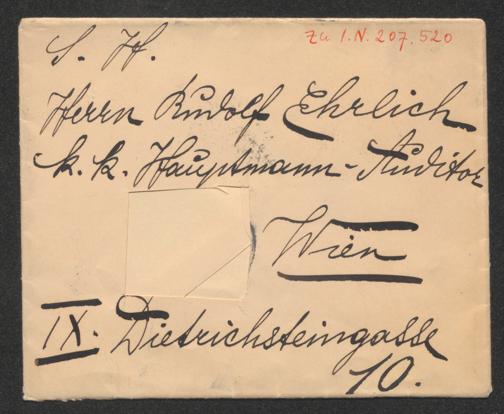 Zu I.N. 207.520
S. H.
Herrn Rudolf Ehrlich
k. k. Hauptmann-Auditor
Wien
IX. Dietrichsteingasse
10.